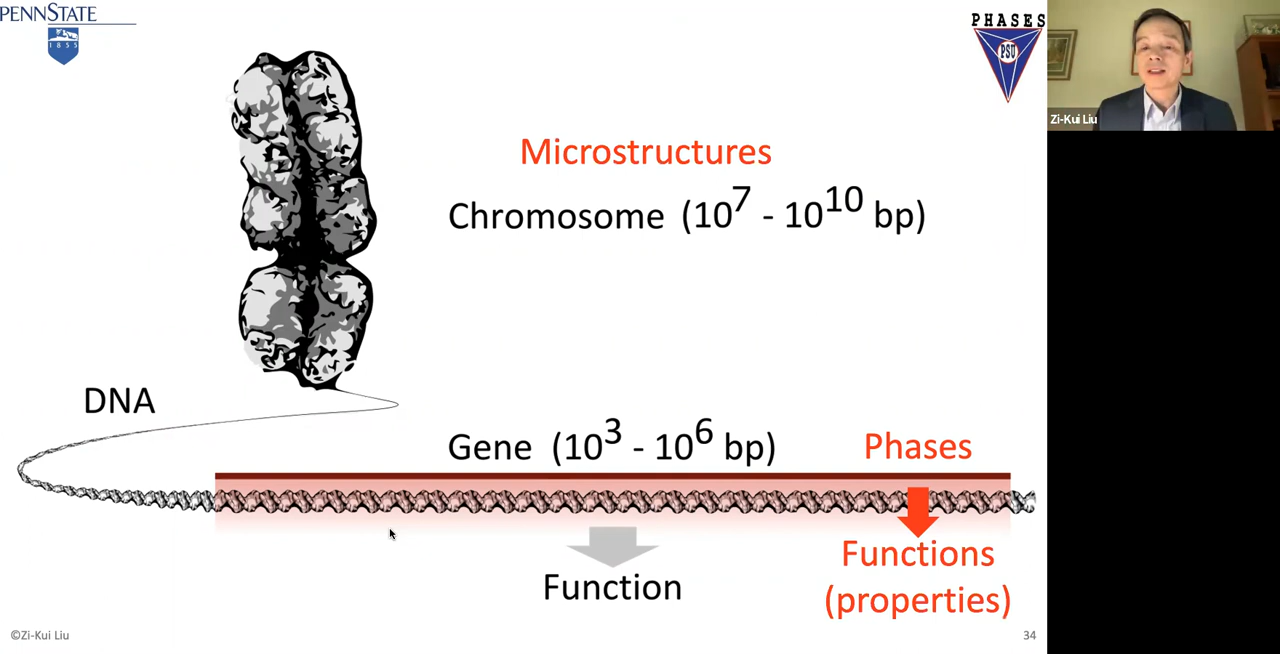 PENNSTATE
1855
PHASES
PSU
Zi-Kui Liu
Microstructures
Chromosome (10^7 - 10^10 bp)
DNA
Gene (10^3 - 10^6 bp)
Phases
Functions
(properties)
Function
©Zi-Kui Liu
34